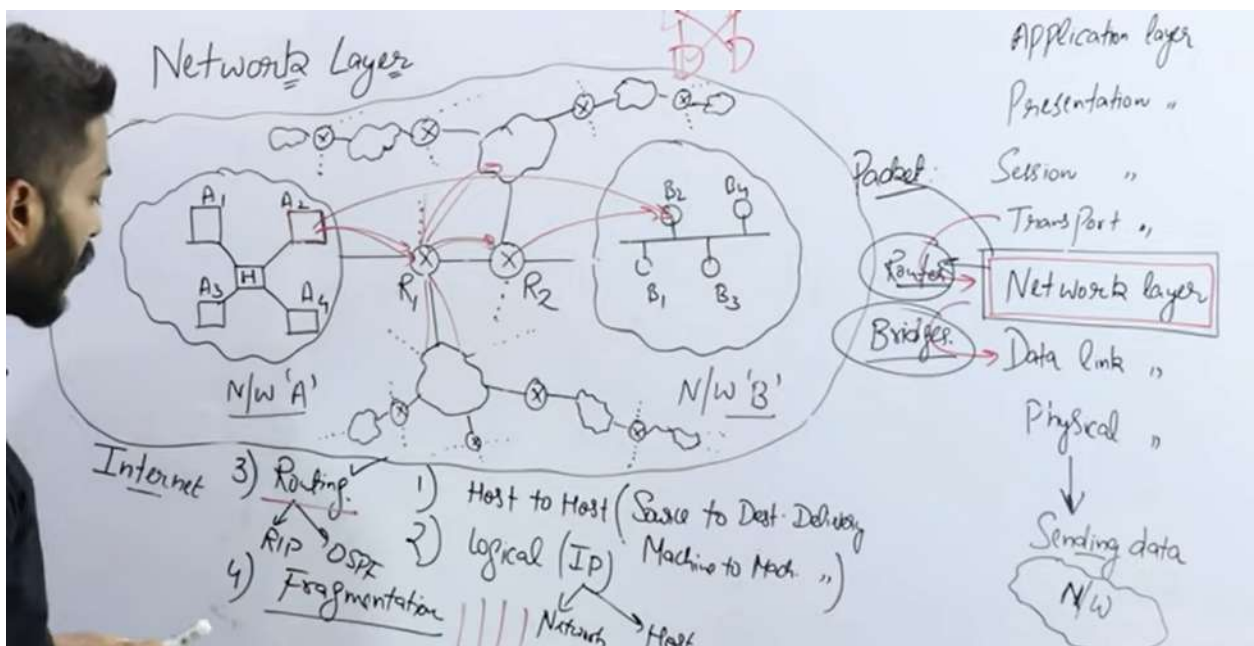 Network Layer
A1
A2
A3
A4
H
R1
R2
B2
B4
B1
B3
N/W 'A'
N/W 'B'
Internet
3) Routing
RIP
OSPF
4) Fragmentation
1) Host to Host (Source to Dest. Delivery
Machine to Mach. ")
2) Logical (IP)
Network
Host
Packet
Router
Bridges.
Application layer
Presentation "
Session "
Transport "
Network layer
Data link "
Physical "
Sending data
N/W